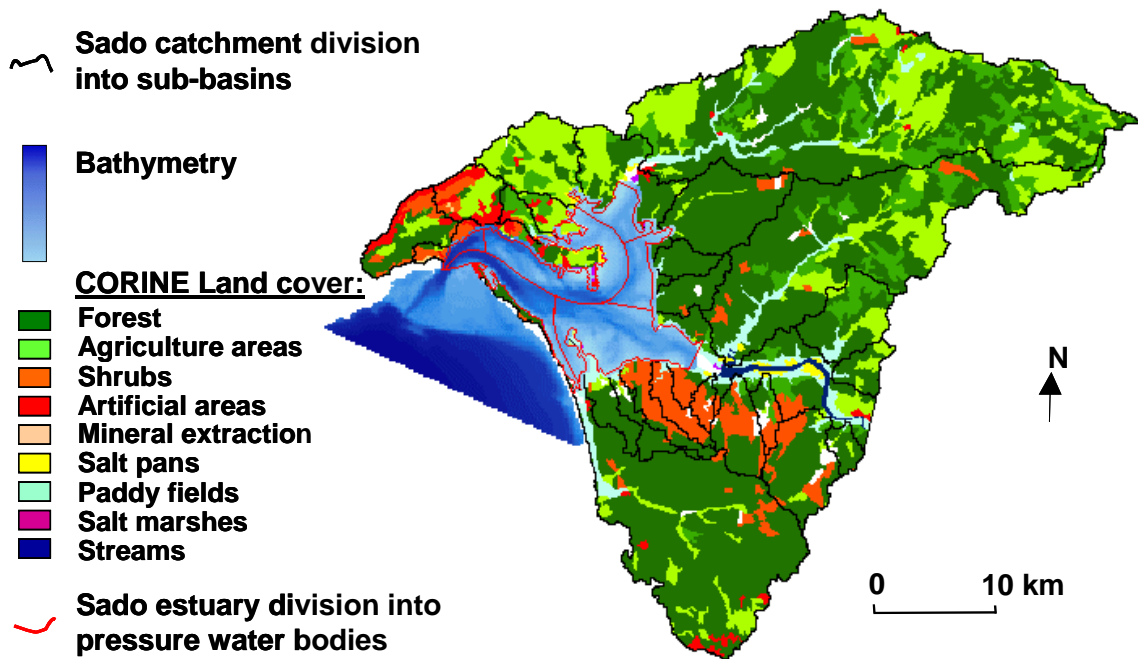 Sado catchment division
into sub-basins
Bathymetry
CORINE Land cover:
Forest
Agriculture areas
Shrubs
Artificial areas
Mineral extraction
Salt pans
Paddy fields
Salt marshes
Streams
Sado estuary division into
pressure water bodies
N
0 10 km